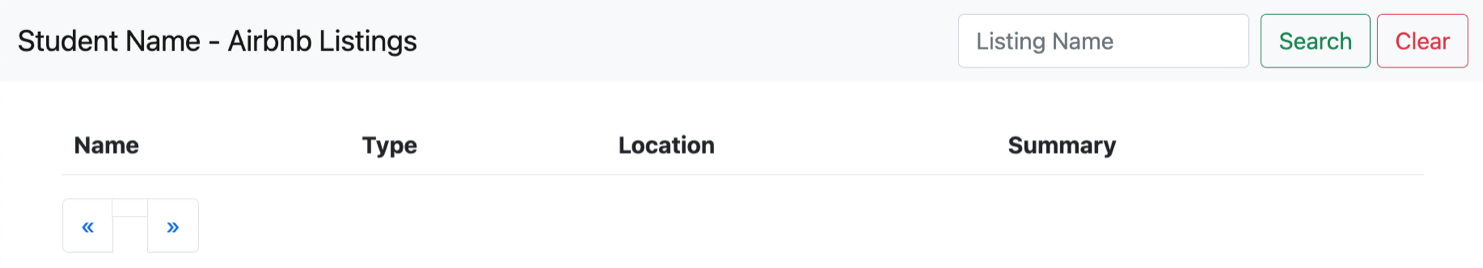 Student Name - Airbnb Listings Listing Name Search Clear
Name Type Location Summary
« »